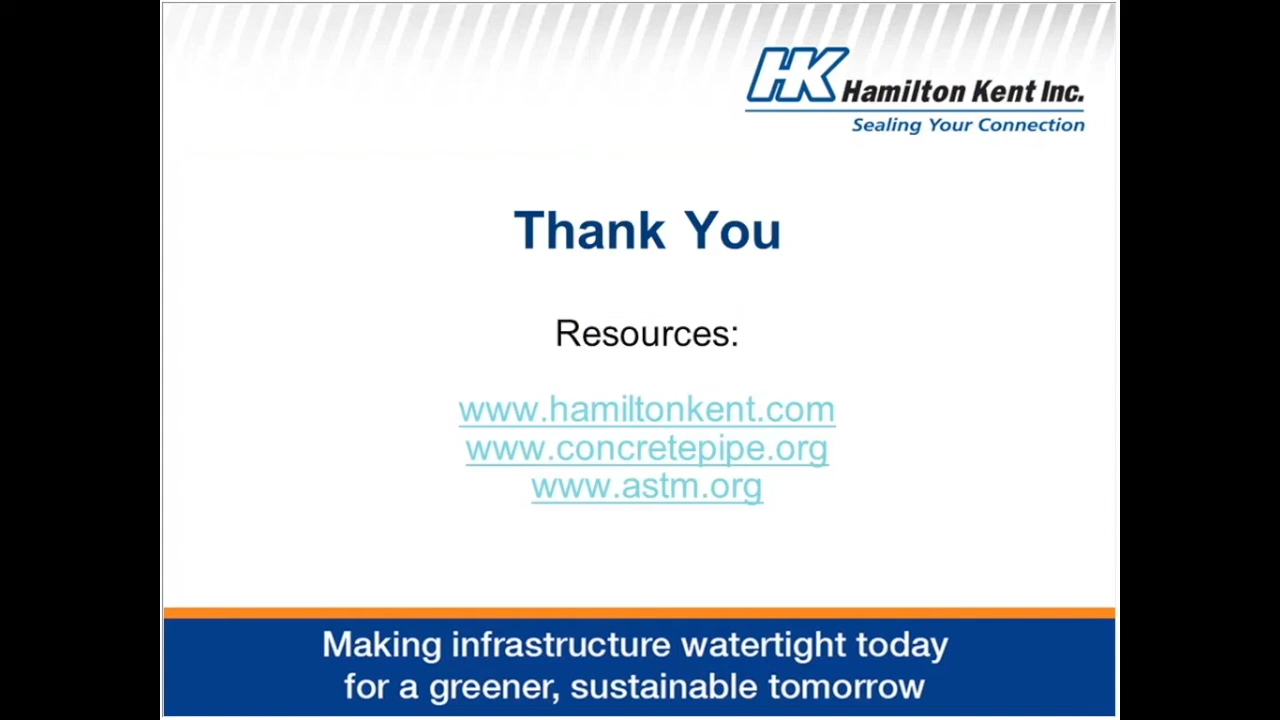 HK Hamilton Kent Inc.
Sealing Your Connection
Thank You
Resources:
www.hamiltonkent.com
www.concretepipe.org
www.astm.org
Making infrastructure watertight today
for a greener, sustainable tomorrow